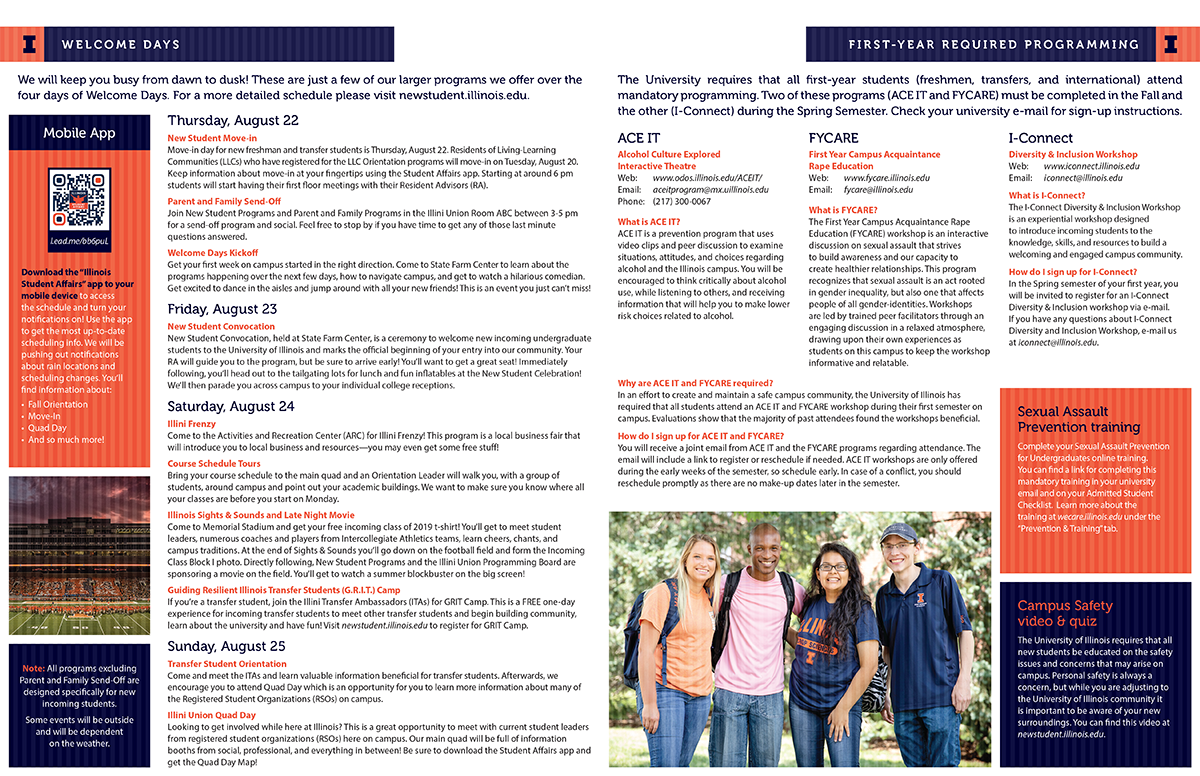 I
WELCOME DAYS
We will keep you busy from dawn to dusk! These are just a few of our larger programs we offer over the
four days of Welcome Days. For a more detailed schedule please visit newstudent.illinois.edu.
Mobile App
ILLINOIS
Lead.me/bb6puL
Download the “Illinois
Student Affairs” app to your
mobile device to access
the schedule and turn your
notifications on! Use the app
to get the most up-to-date
scheduling info. We will be
pushing out notifications
about rain locations and
scheduling changes. You’ll
find information about:
• Fall Orientation
• Move-In
• Quad Day
• And so much more!
Note: All programs excluding
Parent and Family Send-Off are
designed specifically for new
incoming students.
Some events will be outside
and will be dependent
on the weather.
Thursday, August 22
New Student Move-in
Move-in day for new freshman and transfer students is Thursday, August 22. Residents of Living-Learning
Communities (LLCs) who have registered for the LLC Orientation programs will move-in on Tuesday, August 20.
Keep information about move-in at your fingertips using the Student Affairs app. Starting at around 6 pm
students will start having their first floor meetings with their Resident Advisors (RA).
Parent and Family Send-Off
Join New Student Programs and Parent and Family Programs in the Illini Union Room ABC between 3-5 pm
for a send-off program and social. Feel free to stop by if you have time to get any of those last minute
questions answered.
Welcome Days Kickoff
Get your first week on campus started in the right direction. Come to State Farm Center to learn about the
programs happening over the next few days, how to navigate campus, and get to watch a hilarious comedian.
Get excited to dance in the aisles and jump around with all your new friends! This is an event you just can’t miss!
Friday, August 23
New Student Convocation
New Student Convocation, held at State Farm Center, is a ceremony to welcome new incoming undergraduate
students to the University of Illinois and marks the official beginning of your entry into our community. Your
RA will guide you to the program, but be sure to arrive early! You’ll want to get a great seat! Immediately
following, you’ll head out to the tailgating lots for lunch and fun inflatables at the New Student Celebration!
We’ll then parade you across campus to your individual college receptions.
Saturday, August 24
Illini Frenzy
Come to the Activities and Recreation Center (ARC) for Illini Frenzy! This program is a local business fair that
will introduce you to local business and resources—you may even get some free stuff!
Course Schedule Tours
Bring your course schedule to the main quad and an Orientation Leader will walk you, with a group of
students, around campus and point out your academic buildings. We want to make sure you know where all
your classes are before you start on Monday.
Illinois Sights & Sounds and Late Night Movie
Come to Memorial Stadium and get your free incoming class of 2019 t-shirt! You’ll get to meet student
leaders, numerous coaches and players from collegiate Athletics teams, learn cheers, chants, and
campus traditions. At the end of Sights & Sounds you’ll go down on the football field and form the Incoming
Class Block I photo. Directly following, New Student Programs and the Illini Union Programming Board are
sponsoring a movie on the field. You’ll get to watch a summer blockbuster on the big screen!
Guiding Resilient Illinois Transfer Students (G.R.I.T.) Camp
If you’re a transfer student, join the Illini Transfer Ambassadors (ITAs) for GRIT Camp. This is a FREE one-day
experience for incoming transfer students to meet other transfer students and begin building community,
learn about the university and have fun! Visit newstudent.illinois.edu to register for GRIT Camp.
Sunday, August 25
Transfer Student Orientation
Come and meet the ITAs and learn valuable information beneficial for transfer students. Afterwards, we
encourage you to attend Quad Day which is an opportunity for you to learn more information about many of
the Registered Student Organizations (RSOs) on campus.
Illini Union Quad Day
Looking to get involved while here at Illinois? This is a great opportunity to meet with current student leaders
from registered student organizations (RSOs) here on campus. Our main quad will be full of information
booths from social, professional, and everything in between! Be sure to download the Student Affairs app and
get the Quad Day Map!
FIRST-YEAR REQUIRED PROGRAMMING
I
The University requires that all first-year students (freshmen, transfers, and international) attend
mandatory programming. Two of these programs (ACE IT and FYCARE) must be completed in the Fall and
the other (I-Connect) during the Spring Semester. Check your university e-mail for sign-up instructions.
ACE IT
Alcohol Culture Explored
Interactive Theatre
Web: www.odos.illinois.edu/ACEIT/
Email: aceitprogram@mx.uillinois.edu
Phone: (217) 300-0067
What is ACE IT?
ACE IT is a prevention program that uses
video clips and peer discussion to examine
situations, attitudes, and choices regarding
alcohol and the Illinois campus. You will be
encouraged to think critically about alcohol
use, while listening to others, and receiving
information that will help you to make lower
risk choices related to alcohol.
FYCARE
First Year Campus Acquaintance
Rape Education
Web: www.fycare.illinois.edu
Email: fycare@illinois.edu
What is FYCARE?
The First Year Campus Acquaintance Rape
Education (FYCARE) workshop is an interactive
discussion on sexual assault that strives
to build awareness and our capacity to
create healthier relationships. This program
recognizes that sexual assault is an act rooted
in gender inequality, but also one that affects
people of all gender-identities. Workshops
are led by trained peer facilitators through an
engaging discussion in a relaxed atmosphere,
drawing upon their own experiences as
students on this campus to keep the workshop
informative and relatable.
I-Connect
Diversity & Inclusion Workshop
Web: www.iconnect.illinois.edu
Email: iconnect@illinois.edu
What is I-Connect?
The I-Connect Diversity & Inclusion Workshop
is an experiential workshop designed
to introduce incoming students to the
knowledge, skills, and resources to build a
welcoming and engaged campus community.
How do I sign up for I-Connect?
In the Spring semester of your first year, you
will be invited to register for an I-Connect
Diversity & Inclusion workshop via e-mail.
If you have any questions about I-Connect
Diversity and Inclusion Workshop, e-mail us
at iconnect@illinois.edu.
Why are ACE IT and FYCARE required?
In an effort to create and maintain a safe campus community, the University of Illinois has
required that all students attend an ACE IT and FYCARE workshop during their first semester on
campus. Evaluations show that the majority of past attendees found the workshops beneficial.
How do I sign up for ACE IT and FYCARE?
You will receive a joint email from ACE IT and the FYCARE programs regarding attendance. The
email will include a link to register or reschedule if needed. ACE IT workshops are only offered
during the early weeks of the semester, so schedule early. In case of a conflict, you should
reschedule promptly as there are no make-up dates later in the semester.
ILLIN
I
Sexual Assault
Prevention training
Complete your Sexual Assault Prevention
for Undergraduates online training.
You can find a link for completing this
mandatory training in your university
email and on your Admitted Student
Checklist. Learn more about the
training at wecare.illinois.edu under the
“Prevention & Training” tab.
Campus Safety
video & quiz
The University of Illinois requires that all
new students be educated on the safety
issues and concerns that may arise on
campus. Personal safety is always a
concern, but while you are adjusting to
the University of Illinois community it
is important to be aware of your new
surroundings. You can find this video at
newstudent.illinois.edu.